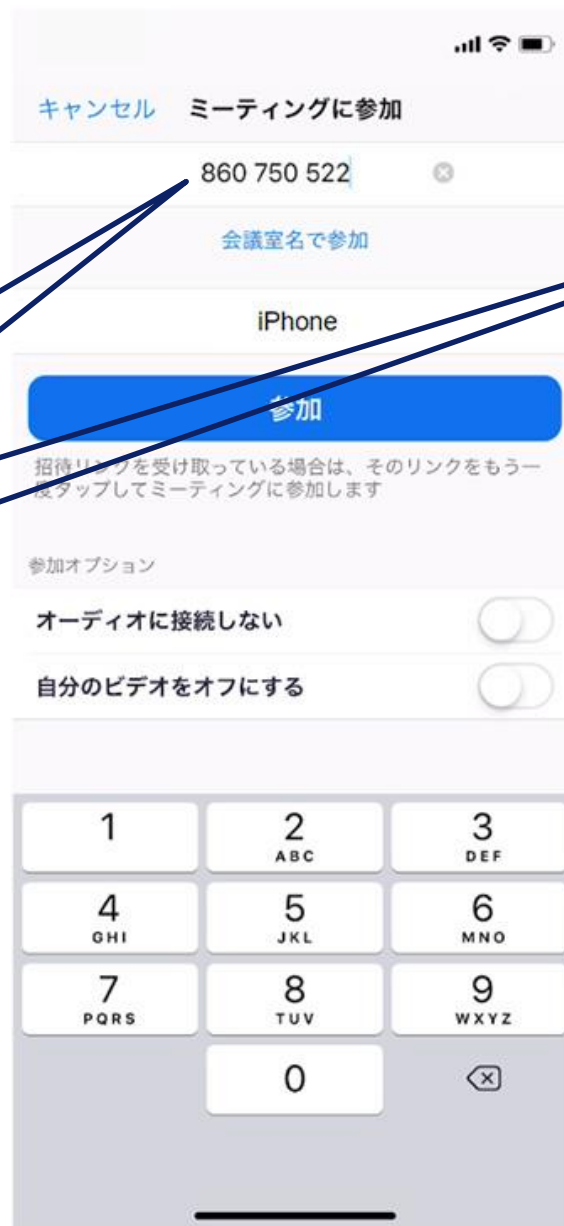 キャンセル ミーティングに参加
860 750 522
会議室名で参加
iPhone
参加
招待リンクを受け取っている場合は、そのリンクをもう一
度タップしてミーティングに参加します
参加オプション
オーディオに接続しない
自分のビデオをオフにする
1 2 3
ABC DEF
4 5 6
GHI JKL MNO
7 8 9
PQRS TUV WXYZ
0